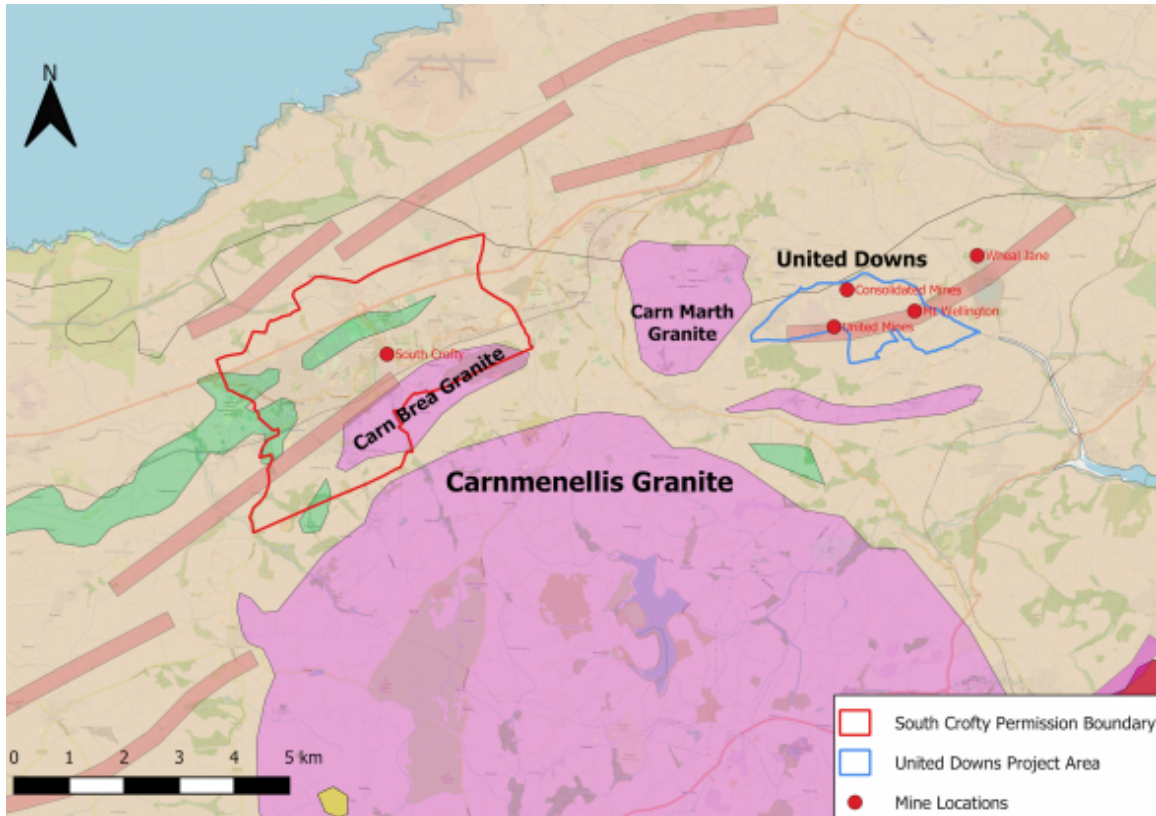 N
United Downs
Wheal Jane
Consolidated Mines
Carn Marth
Granite
Mt Wellington
United Mines
South Crofty
Carn Brea Granite
Carnmenellis Granite
0 1 2 3 4 5 km
South Crofty Permission Boundary
United Downs Project Area
Mine Locations